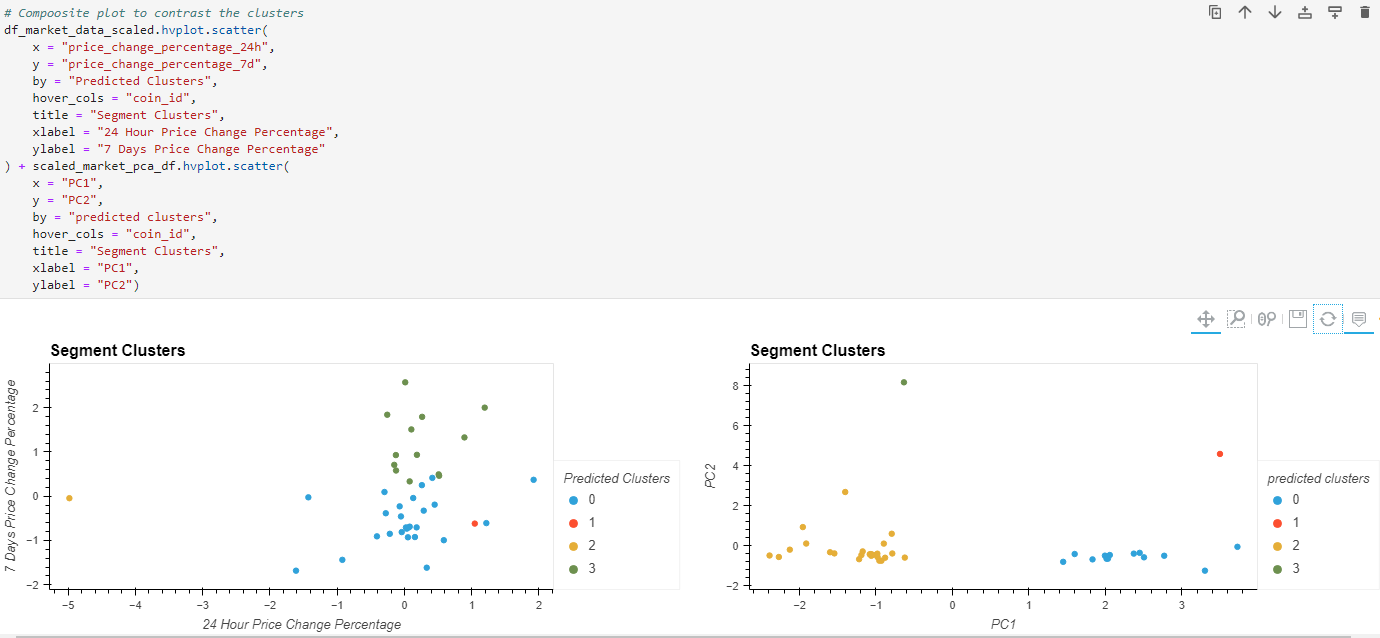 # Compoosite plot to contrast the clusters
df_market_data_scaled.hvplot.scatter(
    x = "price_change_percentage_24h",
    y = "price_change_percentage_7d",
    by = "Predicted Clusters",
    hover_cols = "coin_id",
    title = "Segment Clusters",
    xlabel = "24 Hour Price Change Percentage",
    ylabel = "7 Days Price Change Percentage"
) + scaled_market_pca_df.hvplot.scatter(
    x = "PC1",
    y = "PC2",
    by = "predicted clusters",
    hover_cols = "coin_id",
    title = "Segment Clusters",
    xlabel = "PC1",
    ylabel = "PC2")
Segment Clusters
7 Days Price Change Percentage
2
1
0
−1
−2
−5 −4 −3 −2 −1 0 1 2
24 Hour Price Change Percentage
Predicted Clusters
0
1
2
3
Segment Clusters
PC2
8
6
4
2
0
−2
−2 −1 0 1 2 3
PC1
predicted clusters
0
1
2
3